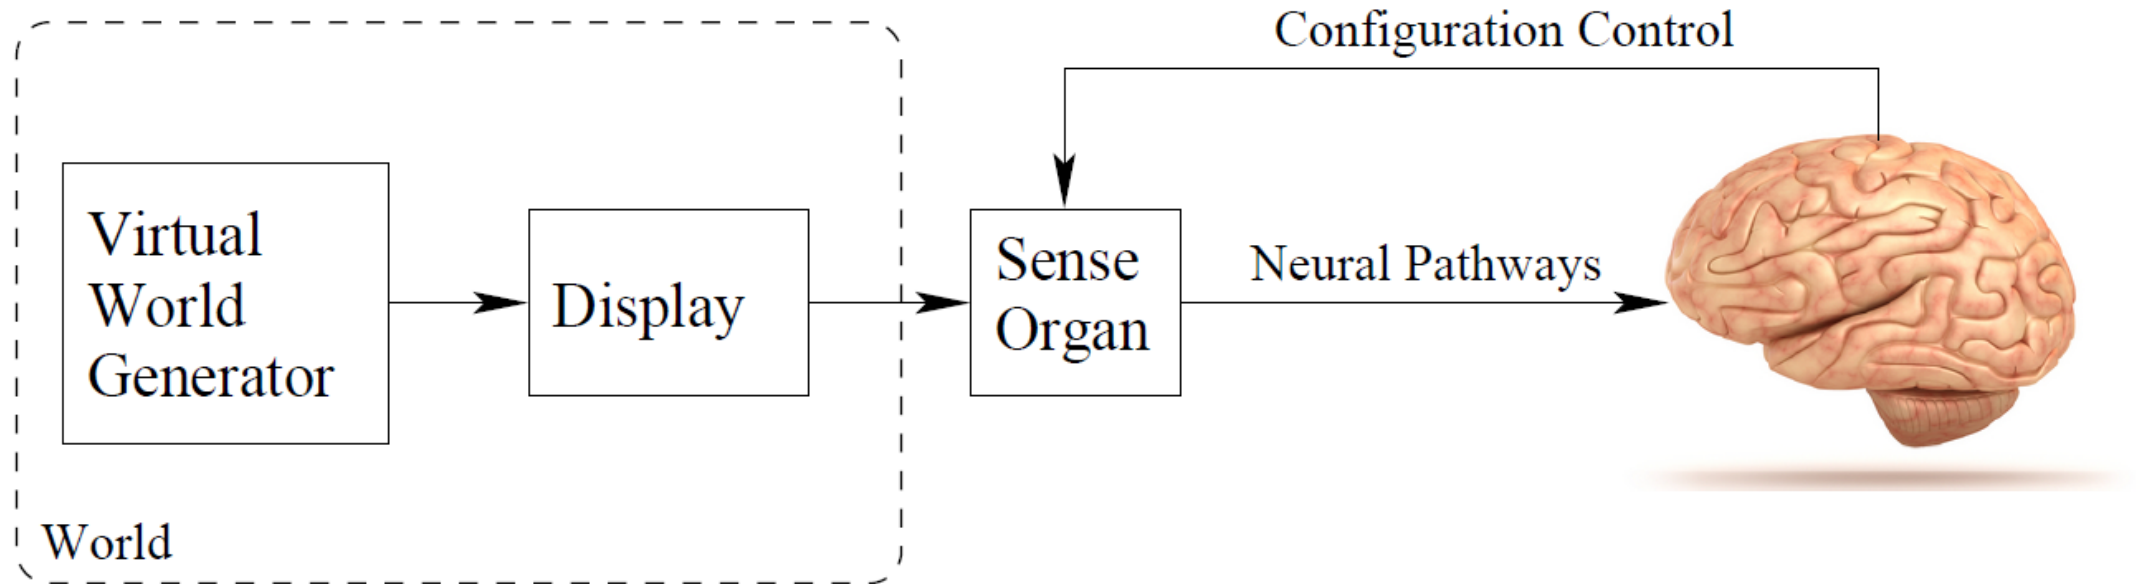 Configuration Control
Virtual
World
Generator
Display
Sense
Organ
Neural Pathways
World